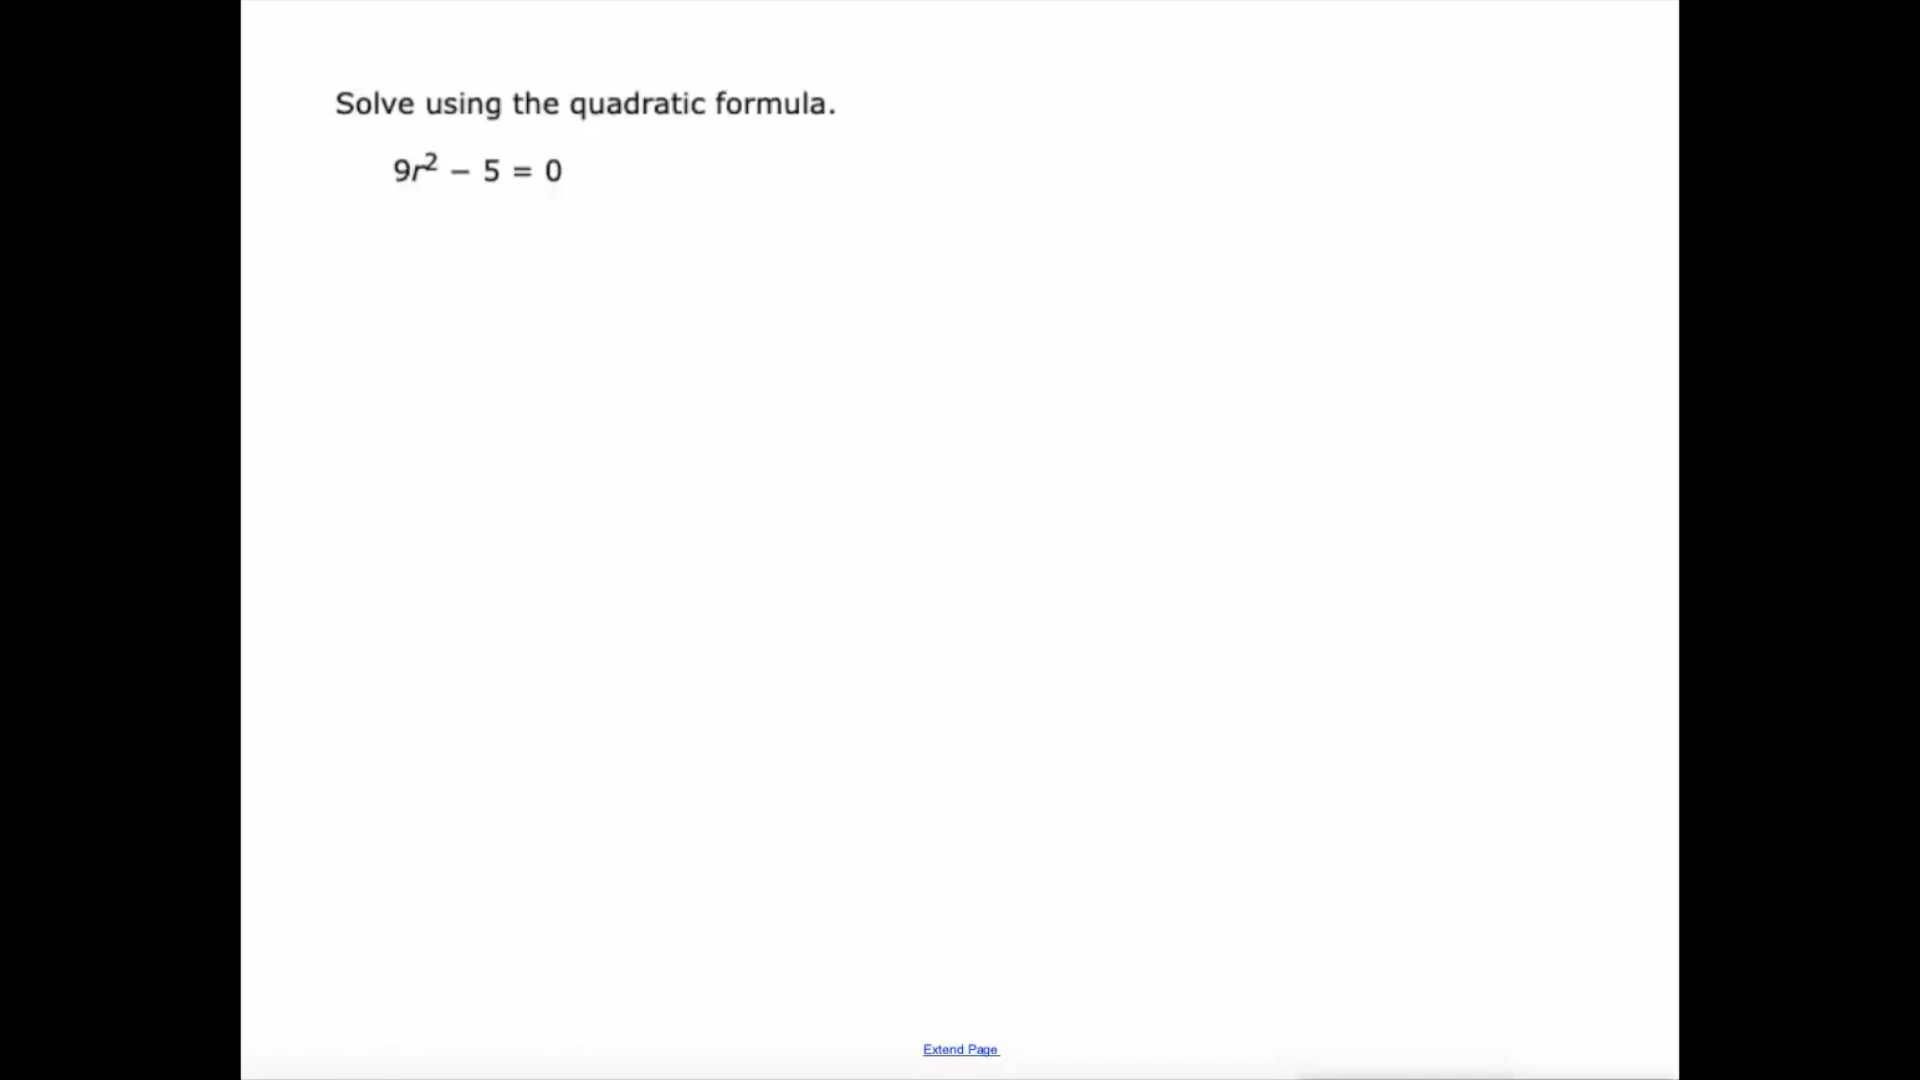 Solve using the quadratic formula.
9r² − 5 = 0
Extend Page